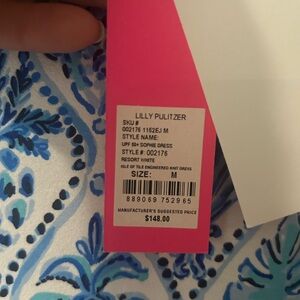 LILLY PULITZER
SKU #
002176 1162EJ M
STYLE NAME:
UPF 50+ SOPHIE DRESS
STYLE #: 002176
RESORT WHITE
ISLE OF TILE ENGINEERED KNIT DRESS
SIZE: M
889069 752965
MANUFACTURER'S SUGGESTED PRICE
$148.00